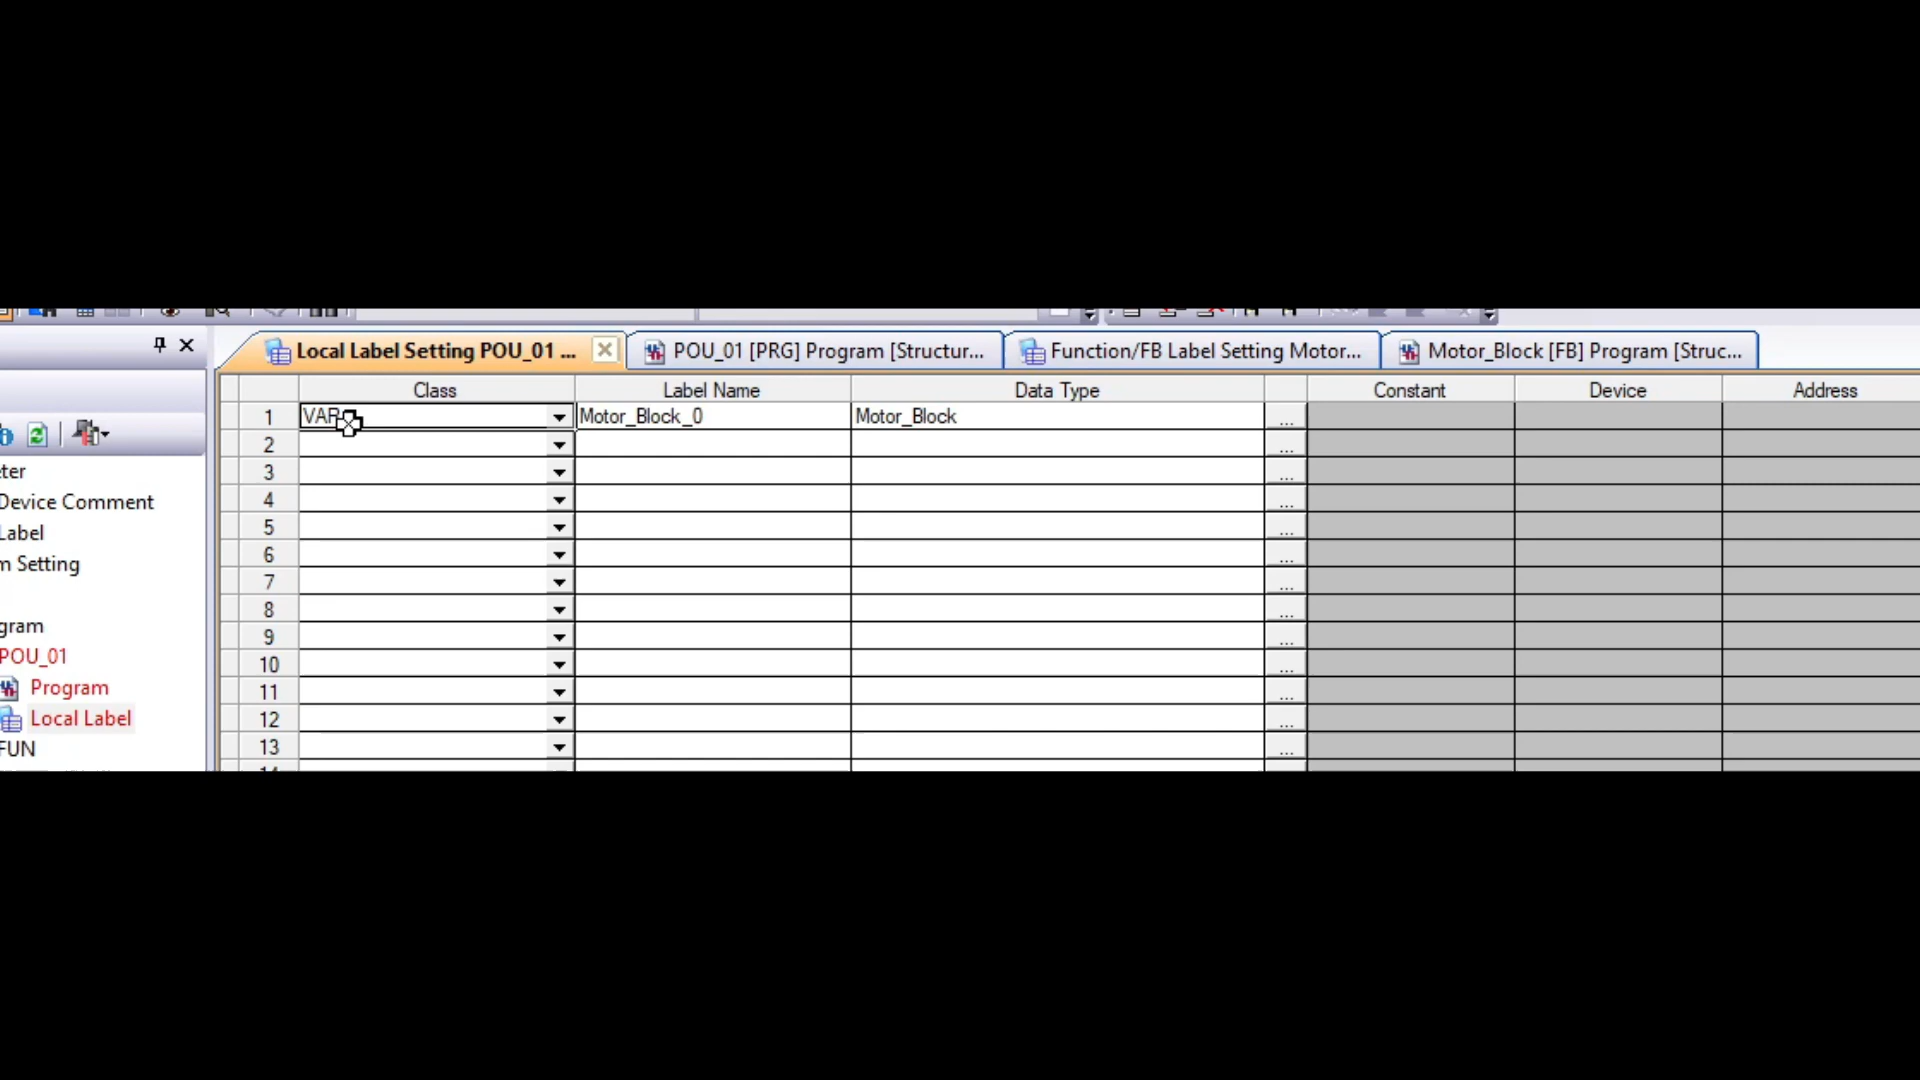 Local Label Setting POU_01 ...
POU_01 [PRG] Program [Structur...
Function/FB Label Setting Motor...
Motor_Block [FB] Program [Struc...
Class
Label Name
Data Type
Constant
Device
Address
1 VAR Motor_Block_0 Motor_Block ...
2 ...
3 ...
4 ...
5 ...
6 ...
7 ...
8 ...
9 ...
10 ...
11 ...
12 ...
13 ...
eter
Device Comment
Label
m Setting
gram
POU_01
Program
Local Label
FUN